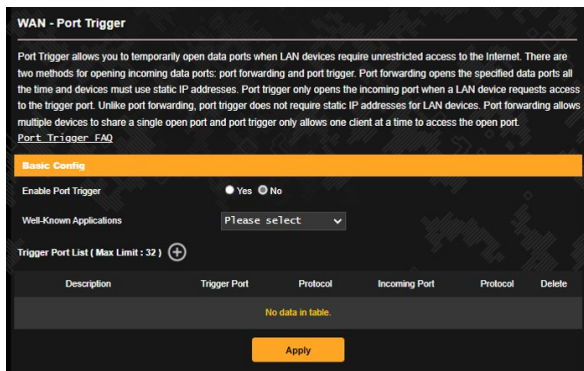 WAN - Port Trigger
Port Trigger allows you to temporarily open data ports when LAN devices require unrestricted access to the Internet. There are
two methods for opening incoming data ports: port forwarding and port trigger. Port forwarding opens the specified data ports all
the time and devices must use static IP addresses. Port trigger only opens the incoming port when a LAN device requests access
to the trigger port. Unlike port forwarding, port trigger does not require static IP addresses for LAN devices. Port forwarding allows
multiple devices to share a single open port and port trigger only allows one client at a time to access the open port.
Port Trigger FAQ
Basic Config
Enable Port Trigger Yes No
Well-Known Applications Please select
Trigger Port List ( Max Limit : 32 )
Description Trigger Port Protocol Incoming Port Protocol Delete
No data in table.
Apply